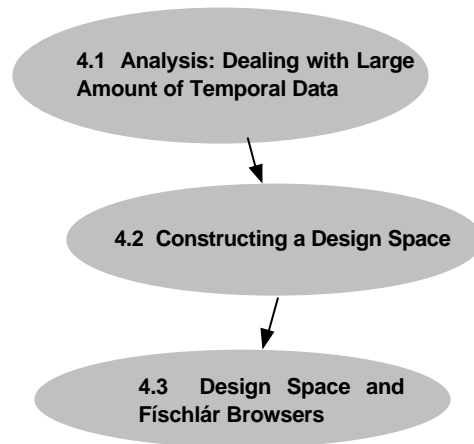 4.1 Analysis: Dealing with Large
Amount of Temporal Data
4.2 Constructing a Design Space
4.3 Design Space and
Físchlár Browsers